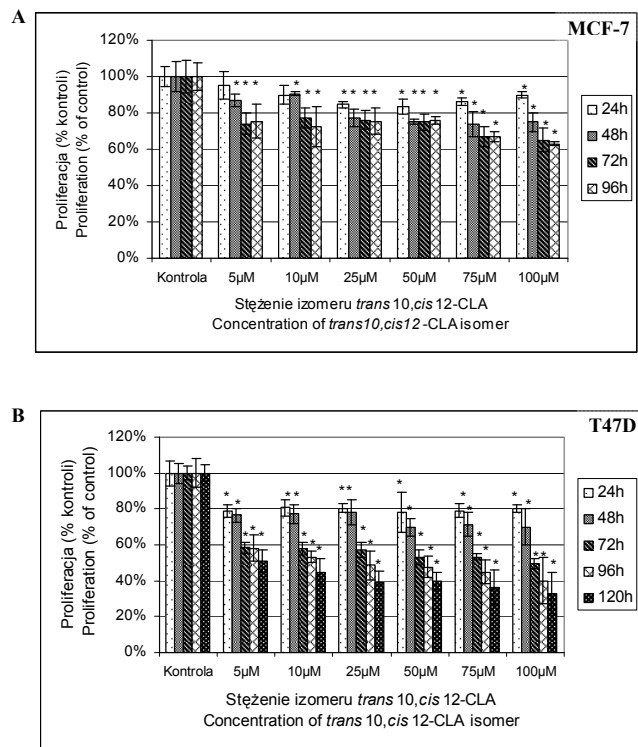 A
MCF-7
120%
100%
80%
60%
40%
20%
0%
Proliferacja (% kontroli)
Proliferation (% of control)
* * *
* * *
* * * *
* * * *
* * * *
* * * *
Kontrola 5µM 10µM 25µM 50µM 75µM 100µM
Stężenie izomeru trans 10,cis 12-CLA
Concentration of trans10,cis12-CLA isomer
24h
48h
72h
96h
B
T47D
120%
100%
80%
60%
40%
20%
0%
Proliferacja (% kontroli)
Proliferation (% of control)
* * * * *
* * * * *
* * * * *
* * * * *
* * * * *
* * * * *
Kontrola 5µM 10µM 25µM 50µM 75µM 100µM
Stężenie izomeru trans 10,cis 12-CLA
Concentration of trans 10,cis 12-CLA isomer
24h
48h
72h
96h
120h